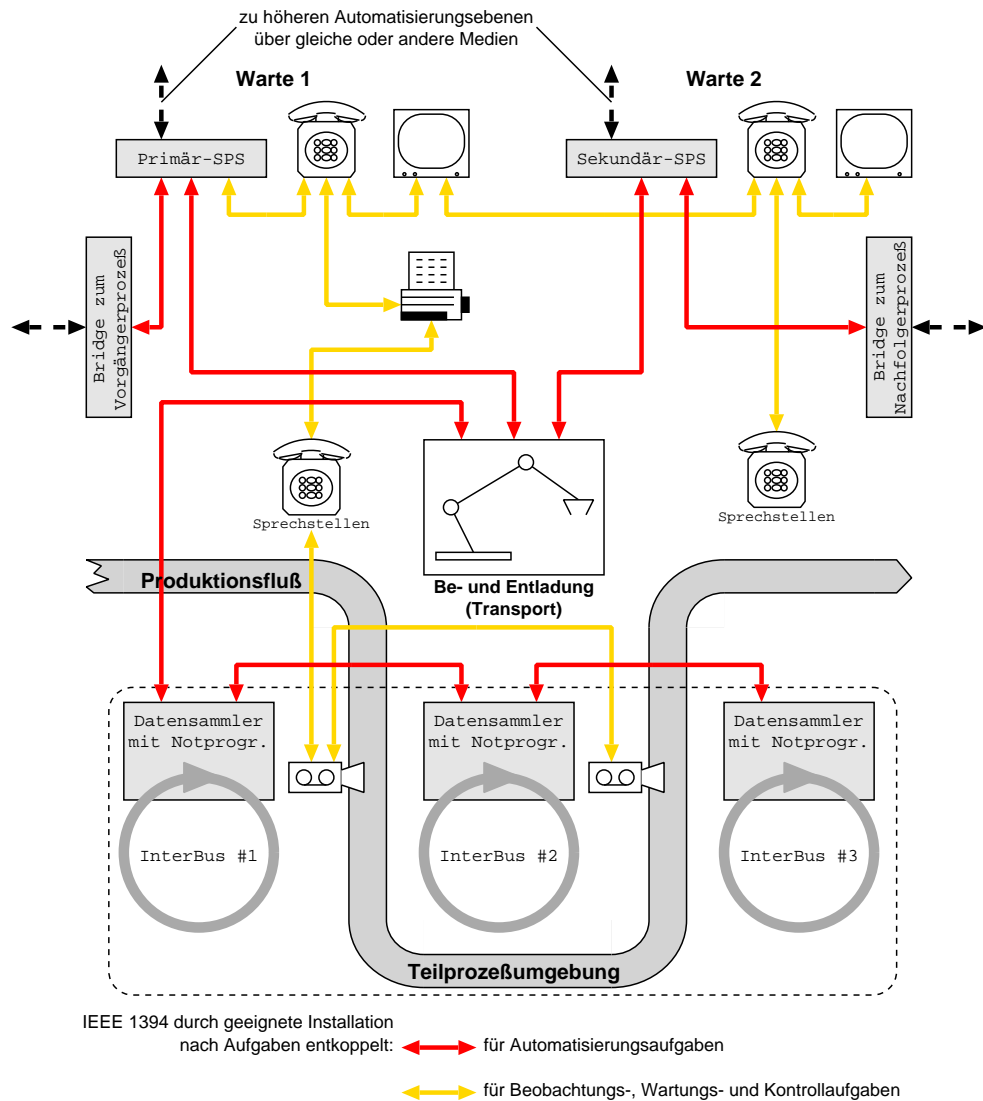 zu höheren Automatisierungsebenen
über gleiche oder andere Medien
Warte 1
Warte 2
Primär-SPS
Sekundär-SPS
Bridge zum
Vorgängerprozeß
Bridge zum
Nachfolgerprozeß
Sprechstellen
Sprechstellen
Produktionsfluß
Be- und Entladung
(Transport)
Datensammler
mit Notprogr.
Datensammler
mit Notprogr.
Datensammler
mit Notprogr.
InterBus #1
InterBus #2
InterBus #3
Teilprozeßumgebung
IEEE 1394 durch geeignete Installation
nach Aufgaben entkoppelt:
für Automatisierungsaufgaben
für Beobachtungs-, Wartungs- und Kontrollaufgaben